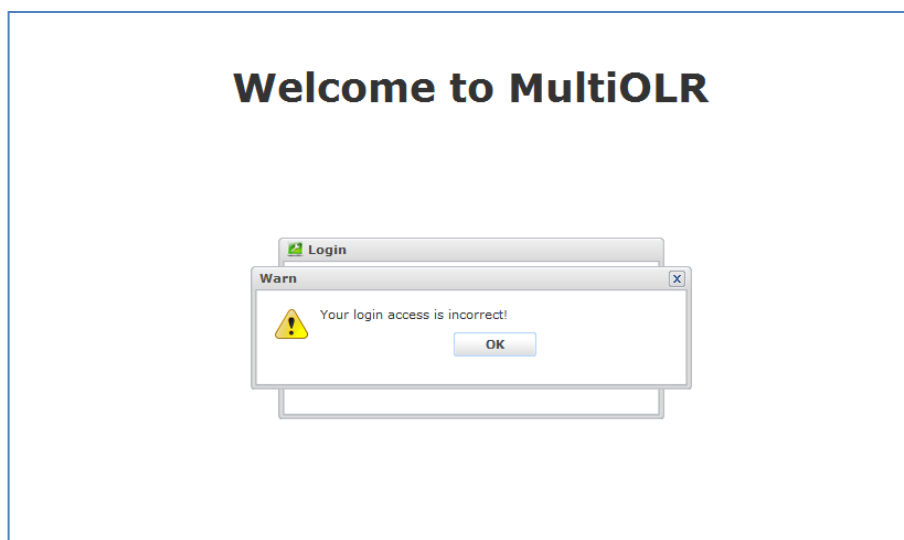 Welcome to MultiOLR
Login
Warn
Your login access is incorrect!
OK